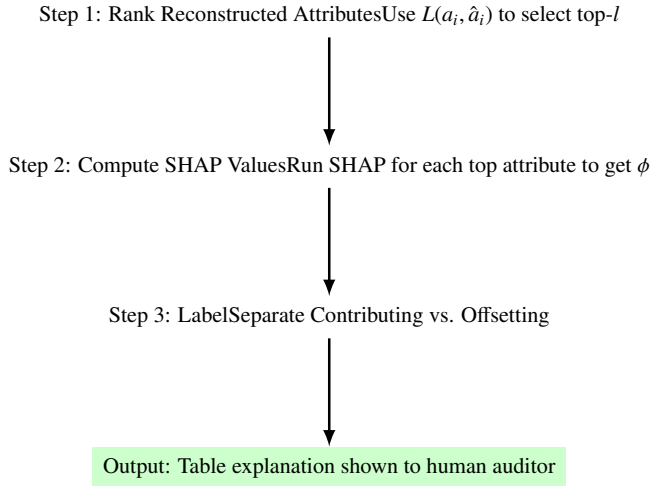 Step 1: Rank Reconstructed AttributesUse L(aᵢ, âᵢ) to select top-l
Step 2: Compute SHAP ValuesRun SHAP for each top attribute to get ϕ
Step 3: LabelSeparate Contributing vs. Offsetting
Output: Table explanation shown to human auditor